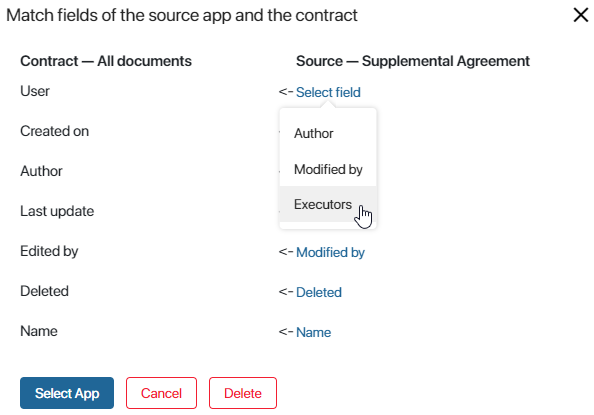 Match fields of the source app and the contract
Contract — All documents Source — Supplemental Agreement
User <- Select field
Created on
Author
Last update
Author
Modified by
Executors
Edited by <- Modified by
Deleted <- Deleted
Name <- Name
Select App Cancel Delete